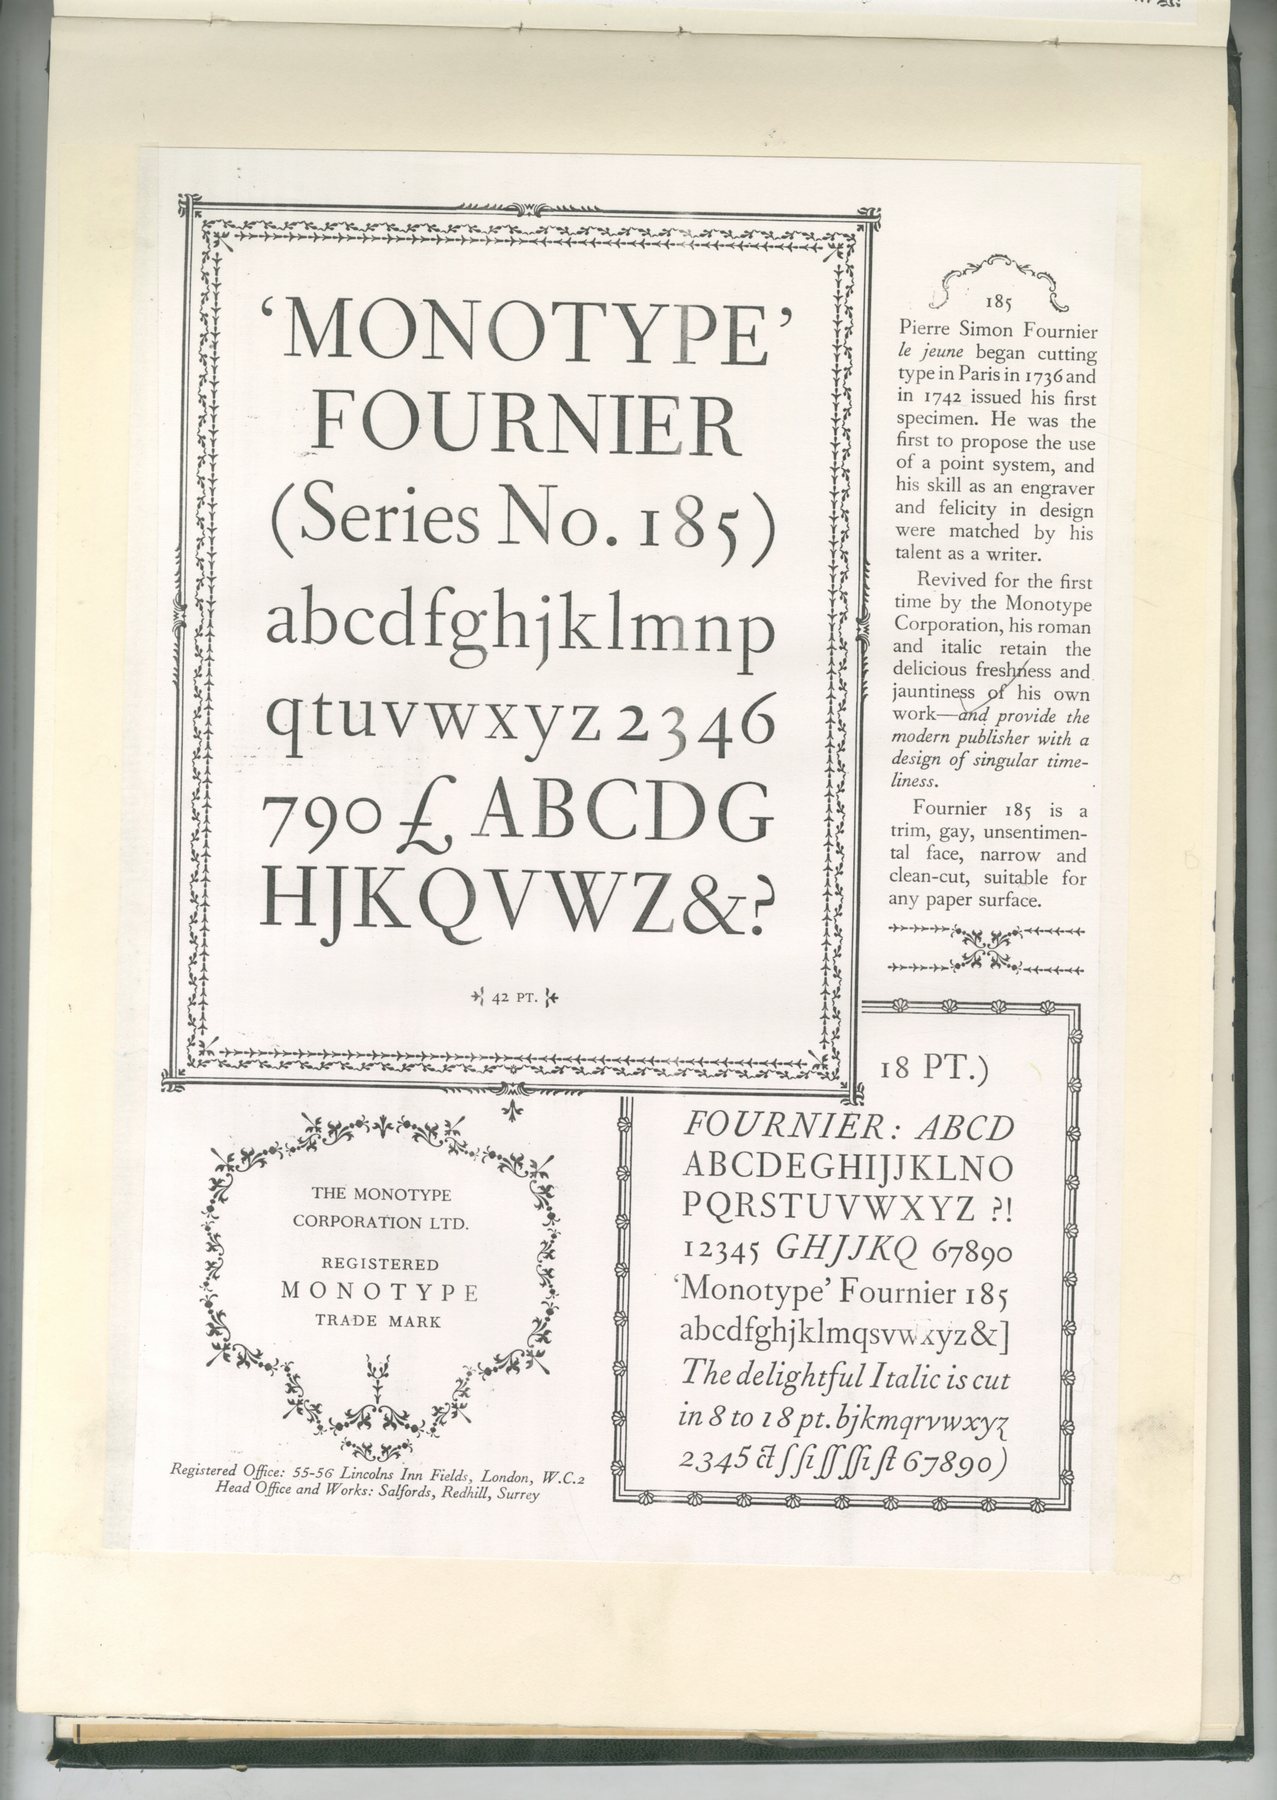 ‘MONOTYPE’
FOURNIER
(Series No. 185)
abcdfghjklmnp
qtuvwxyz2346
790£ABCDG
HJKQVWZ&?
42 PT.
185
Pierre Simon Fournier
le jeune began cutting
type in Paris in 1736 and
in 1742 issued his first
specimen. He was the
first to propose the use
of a point system, and
his skill as an engraver
and felicity in design
were matched by his
talent as a writer.
Revived for the first
time by the Monotype
Corporation, his roman
and italic retain the
delicious freshness and
jauntiness of his own
work—and provide the
modern publisher with a
design of singular time-
liness.
Fournier 185 is a
trim, gay, unsentimen-
tal face, narrow and
clean-cut, suitable for
any paper surface.
18 PT.)
FOURNIER: ABCD
ABCDEGHIJJKLNO
PQRSTUVWXYZ ?!
12345 GHJJKQ 67890
‘Monotype’ Fournier 185
abcdfghjklmqsvwxyz&]
The delightful Italic is cut
in 8 to 18 pt. bjkmqrvwxyz
2345 ct ſ ſi ſſ ſſi ſt 67890)
THE MONOTYPE
CORPORATION LTD.
REGISTERED
MONOTYPE
TRADE MARK
Registered Office: 55-56 Lincolns Inn Fields, London, W.C.2
Head Office and Works: Salfords, Redhill, Surrey